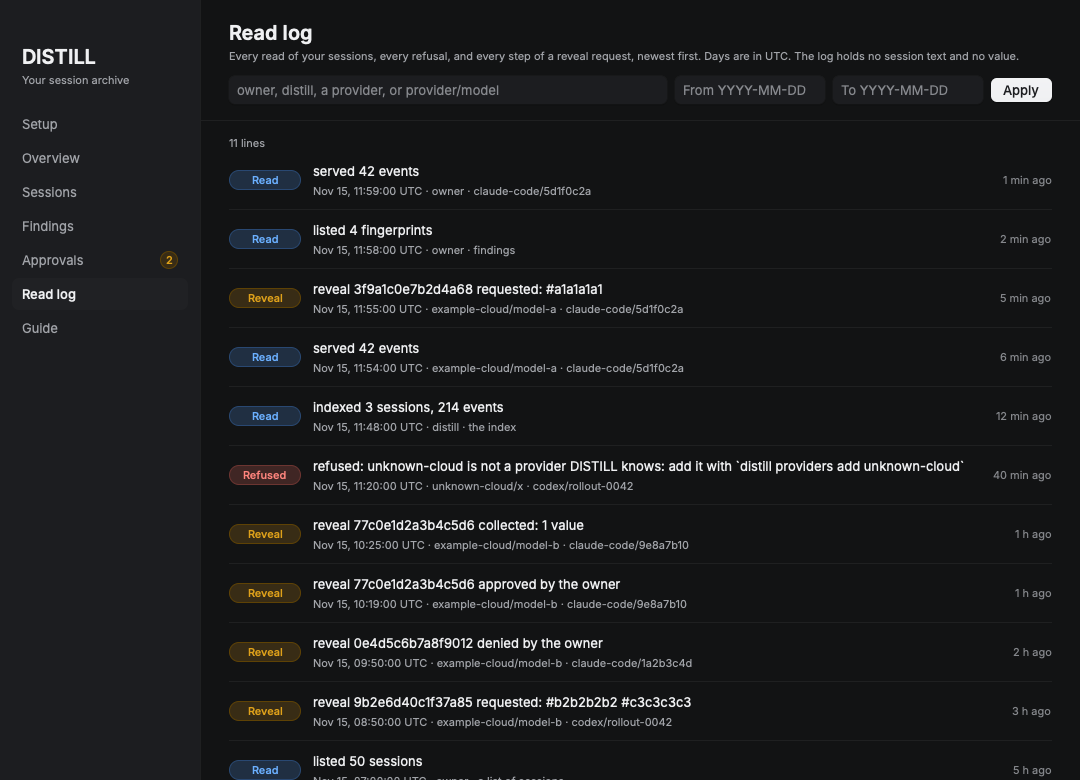 DISTILL
Your session archive
Setup
Overview
Sessions
Findings
Approvals 2
Read log
Guide
Read log
Every read of your sessions, every refusal, and every step of a reveal request, newest first. Days are in UTC. The log holds no session text and no value.
owner, distill, a provider, or provider/model From YYYY-MM-DD To YYYY-MM-DD Apply
11 lines
Read served 42 events 1 min ago
Nov 15, 11:59:00 UTC · owner · claude-code/5d1f0c2a
Read listed 4 fingerprints 2 min ago
Nov 15, 11:58:00 UTC · owner · findings
Reveal reveal 3f9a1c0e7b2d4a68 requested: #a1a1a1a1 5 min ago
Nov 15, 11:55:00 UTC · example-cloud/model-a · claude-code/5d1f0c2a
Read served 42 events 6 min ago
Nov 15, 11:54:00 UTC · example-cloud/model-a · claude-code/5d1f0c2a
Read indexed 3 sessions, 214 events 12 min ago
Nov 15, 11:48:00 UTC · distill · the index
Refused refused: unknown-cloud is not a provider DISTILL knows: add it with `distill providers add unknown-cloud` 40 min ago
Nov 15, 11:20:00 UTC · unknown-cloud/x · codex/rollout-0042
Reveal reveal 77c0e1d2a3b4c5d6 collected: 1 value 1 h ago
Nov 15, 10:25:00 UTC · example-cloud/model-b · claude-code/9e8a7b10
Reveal reveal 77c0e1d2a3b4c5d6 approved by the owner 1 h ago
Nov 15, 10:19:00 UTC · example-cloud/model-b · claude-code/9e8a7b10
Reveal reveal 0e4d5c6b7a8f9012 denied by the owner 2 h ago
Nov 15, 09:50:00 UTC · example-cloud/model-b · claude-code/1a2b3c4d
Reveal reveal 9b2e6d40c1f37a85 requested: #b2b2b2b2 #c3c3c3c3 3 h ago
Nov 15, 08:50:00 UTC · example-cloud/model-b · codex/rollout-0042
Read listed 50 sessions 5 h ago